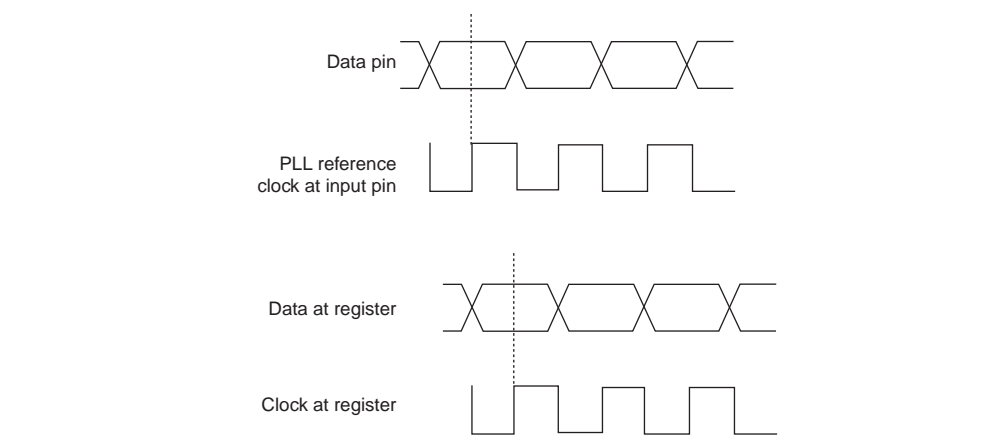 Data pin
PLL reference
clock at input pin
Data at register
Clock at register